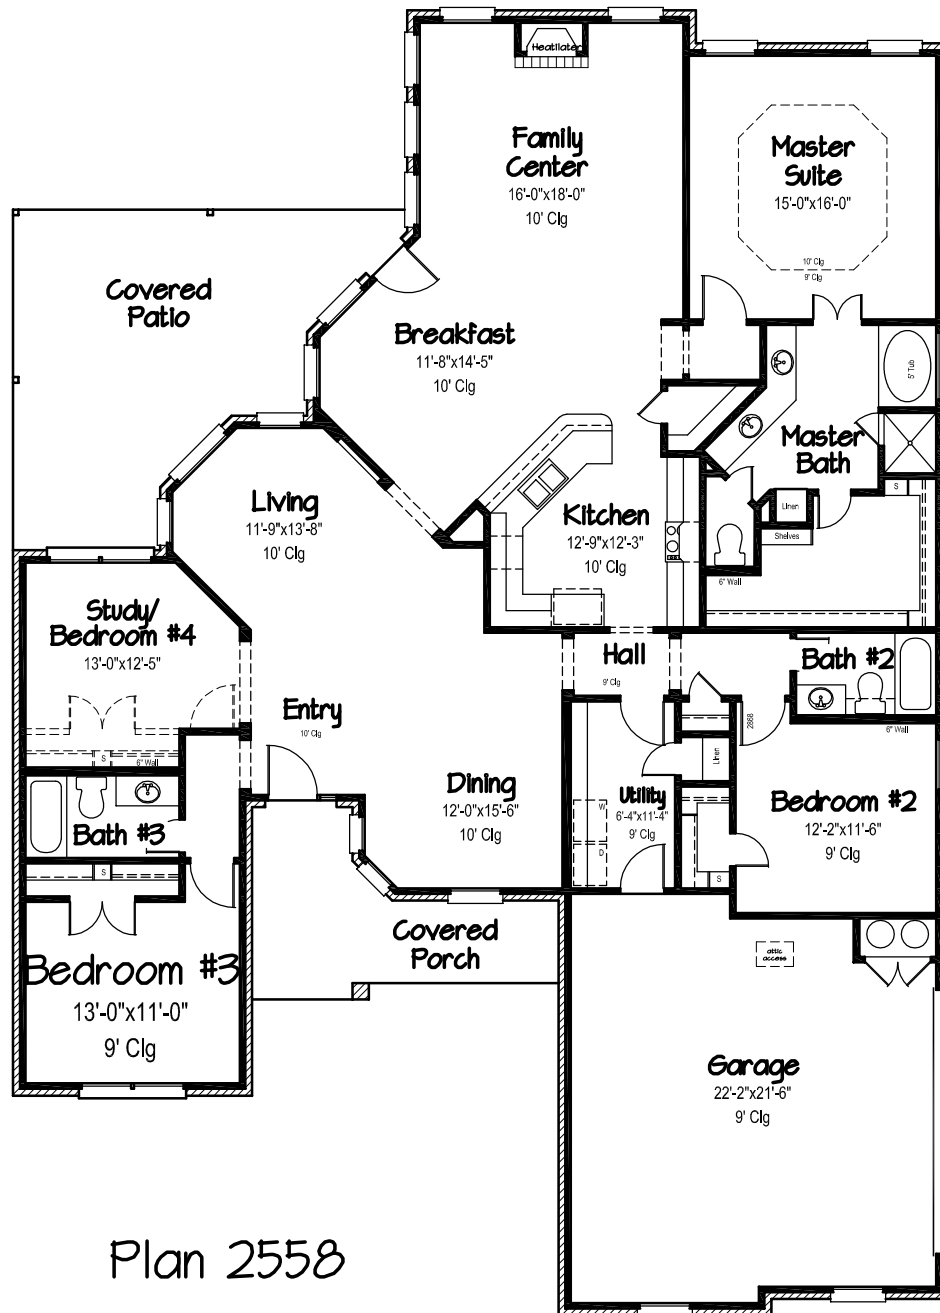 Heatilater
Family
Center
16'-0"x18'-0"
10' Clg
Master
Suite
15'-0"x16'-0"
10' Clg
9' Clg
Covered
Patio
Breakfast
11'-8"x14'-5"
10' Clg
5' Tub
Master
Bath
Living
11'-9"x13'-8"
10' Clg
Kitchen
12'-9"x12'-3"
10' Clg
S
Linen
Shelves
6" Wall
Study/
Bedroom #4
13'-0"x12'-5"
Hall
9' Clg
Bath #2
Entry
10' Clg
2668
6" Wall
S
6" Wall
Linen
Dining
12'-0"x15'-6"
10' Clg
Utility
6'-4"x11'-4"
9' Clg
W
D
Bedroom #2
12'-2"x11'-6"
9' Clg
Bath #3
S
S
Covered
Porch
Bedroom #3
13'-0"x11'-0"
9' Clg
attic
access
Garage
22'-2"x21'-6"
9' Clg
Plan 2558